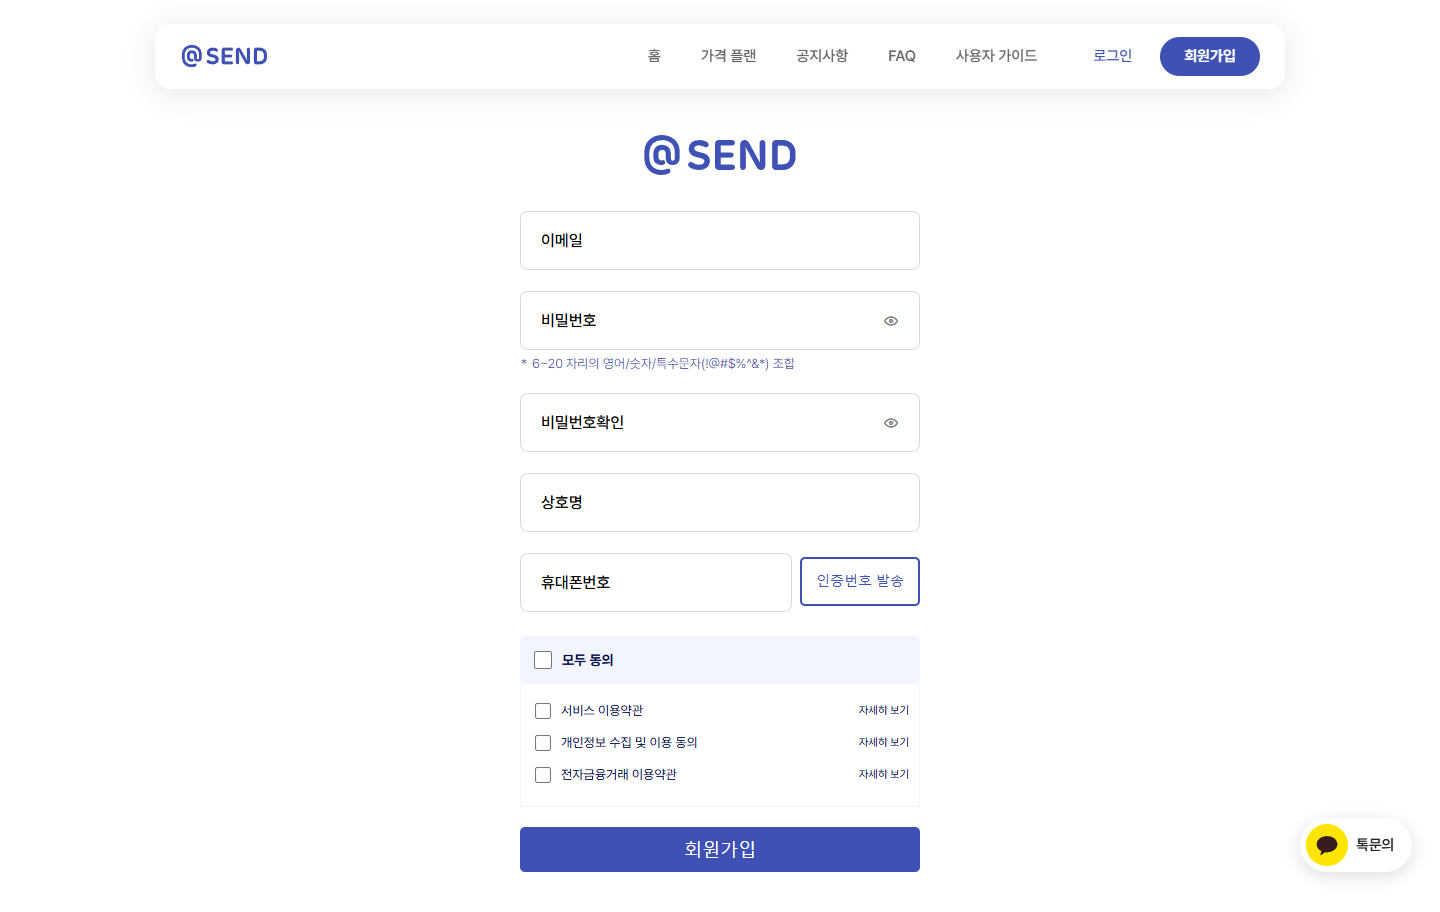 @SEND 홈 가격 플랜 공지사항 FAQ 사용자 가이드 로그인 회원가입
@SEND
이메일
비밀번호
* 6~20 자리의 영어/숫자/특수문자(!@#$%^&*) 조합
비밀번호확인
상호명
휴대폰번호 인증번호 발송
모두 동의
서비스 이용약관 자세히 보기
개인정보 수집 및 이용 동의 자세히 보기
전자금융거래 이용약관 자세히 보기
회원가입
톡문의